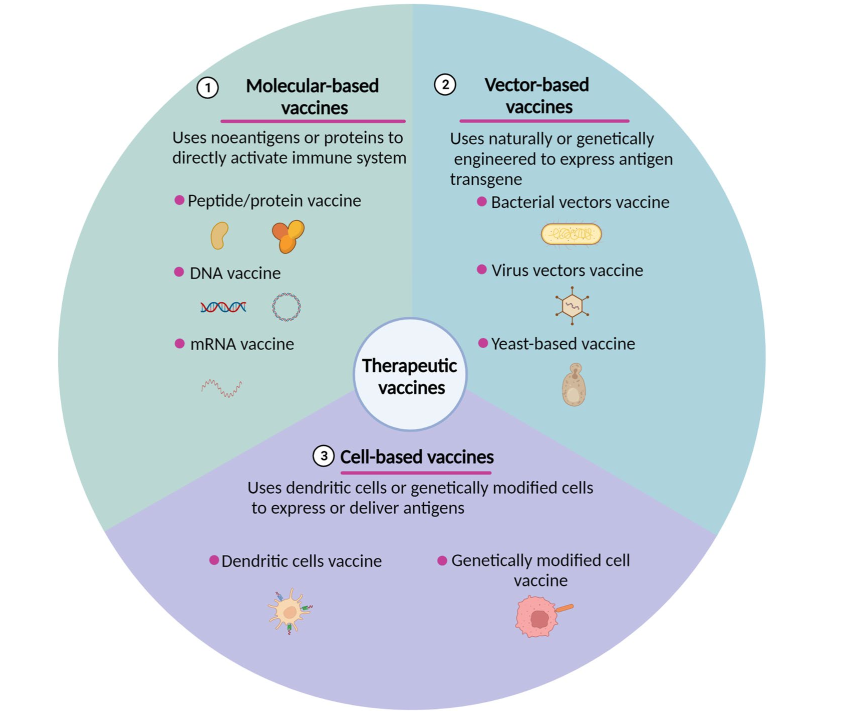 1
Molecular-based
vaccines
Uses noeantigens or proteins to
directly activate immune system
Peptide/protein vaccine
DNA vaccine
mRNA vaccine
2
Vector-based
vaccines
Uses naturally or genetically
engineered to express antigen
transgene
Bacterial vectors vaccine
Virus vectors vaccine
Yeast-based vaccine
Therapeutic
vaccines
3 Cell-based vaccines
Uses dendritic cells or genetically modified cells
to express or deliver antigens
Dendritic cells vaccine
Genetically modified cell
vaccine